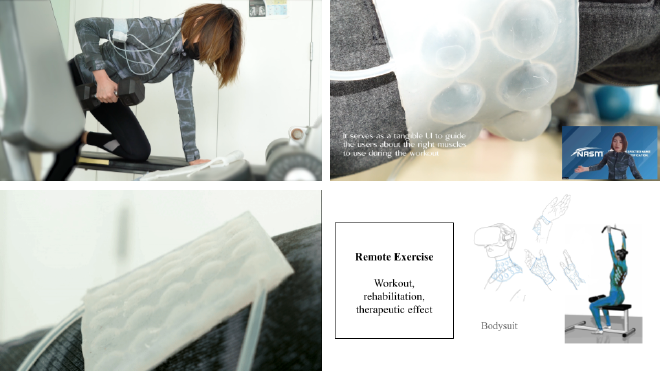 It serves as a tangible UI to guide
the users about the right muscles
to use during the workout
NASM
Remote Exercise
Workout,
rehabilitation,
therapeutic effect
Bodysuit